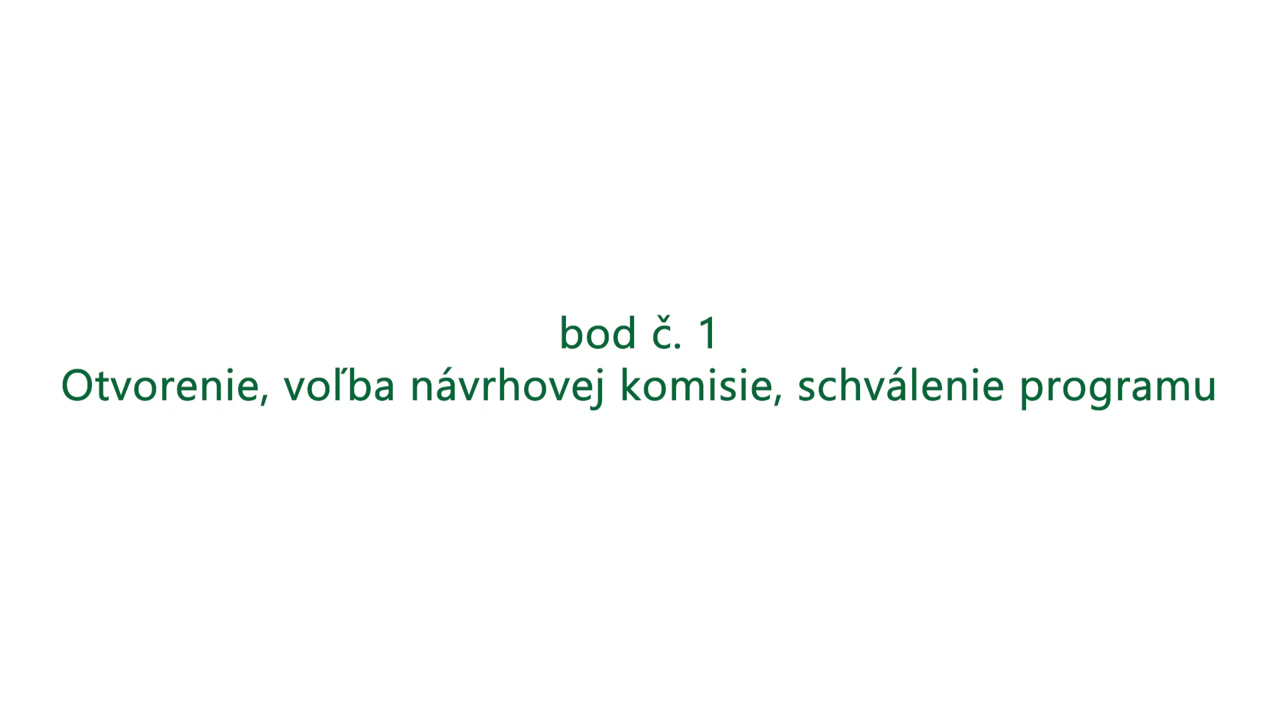 bod č. 1
Otvorenie, voľba návrhovej komisie, schválenie programu